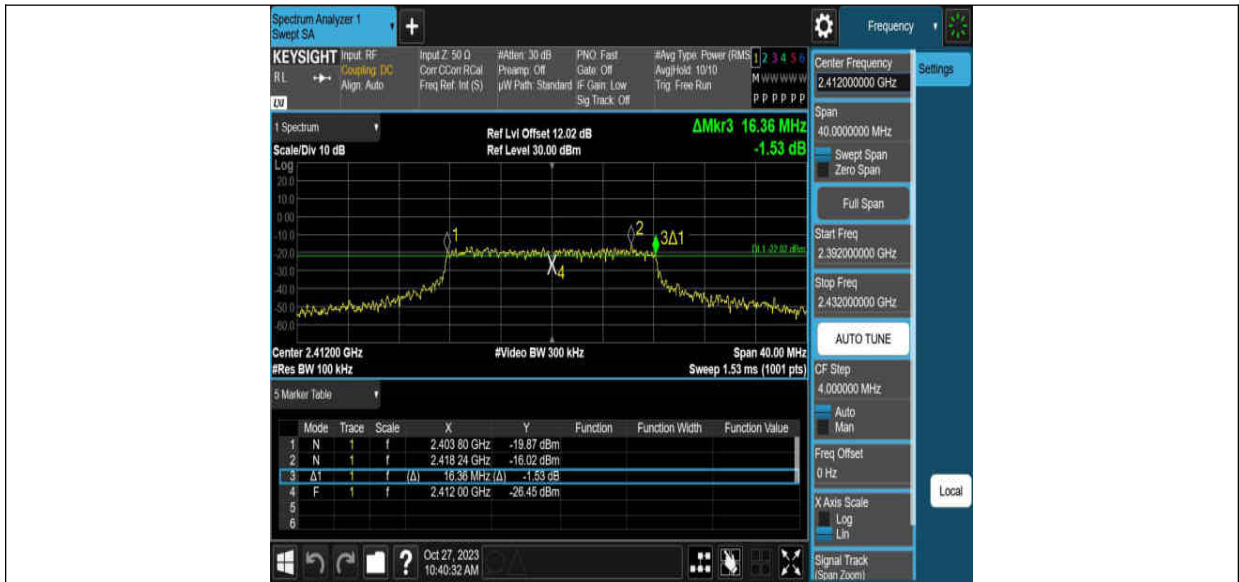 Spectrum Analyzer 1
Swept SA
+
Frequency
KEYSIGHT
RL
LXI
Input: RF
Coupling: DC
Align: Auto
Input Z: 50 Ω
Corr CCorr RCal
Freq Ref: Int (S)
#Atten: 30 dB
Preamp: Off
µW Path: Standard
PNO: Fast
Gate: Off
IF Gain: Low
Sig Track: Off
#Avg Type: Power (RMS
Avg|Hold: 10/10
Trig: Free Run
1 2 3 4 5 6
M W W W W W
P P P P P P
1 Spectrum
Scale/Div 10 dB
Ref Lvl Offset 12.02 dB
Ref Level 30.00 dBm
ΔMkr3 16.36 MHz
-1.53 dB
Log
20.0
10.0
0.00
-10.0
-20.0
-30.0
-40.0
-50.0
-60.0
1
2
3Δ1
4
DL1 -22.02 dBm
Center 2.41200 GHz
#Res BW 100 kHz
#Video BW 300 kHz
Span 40.00 MHz
Sweep 1.53 ms (1001 pts)
5 Marker Table
Mode Trace Scale X Y Function Function Width Function Value
1 N 1 f 2.403 80 GHz -19.87 dBm
2 N 1 f 2.418 24 GHz -16.02 dBm
3 Δ1 1 f (Δ) 16.36 MHz (Δ) -1.53 dB
4 F 1 f 2.412 00 GHz -26.45 dBm
5
6
?
Oct 27, 2023
10:40:32 AM
Center Frequency
2.412000000 GHz
Span
40.0000000 MHz
Swept Span
Zero Span
Full Span
Start Freq
2.392000000 GHz
Stop Freq
2.432000000 GHz
AUTO TUNE
CF Step
4.000000 MHz
Auto
Man
Freq Offset
0 Hz
X Axis Scale
Log
Lin
Signal Track
(Span Zoom)
Settings
Local